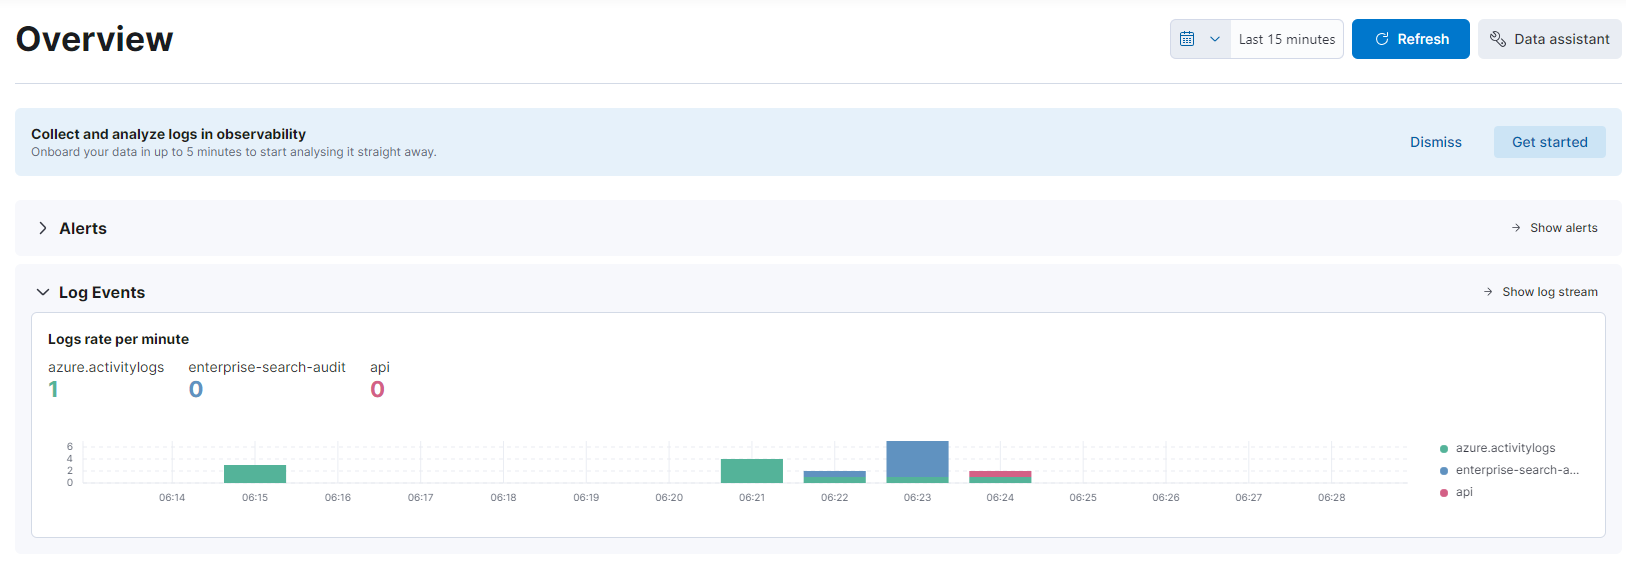 Overview
Last 15 minutes
Refresh
Data assistant
Collect and analyze logs in observability
Onboard your data in up to 5 minutes to start analysing it straight away.
Dismiss
Get started
Alerts
Show alerts
Log Events
Show log stream
Logs rate per minute
azure.activitylogs enterprise-search-audit api
1 0 0
6
4
2
0
06:14 06:15 06:16 06:17 06:18 06:19 06:20 06:21 06:22 06:23 06:24 06:25 06:26 06:27 06:28
azure.activitylogs
enterprise-search-a...
api